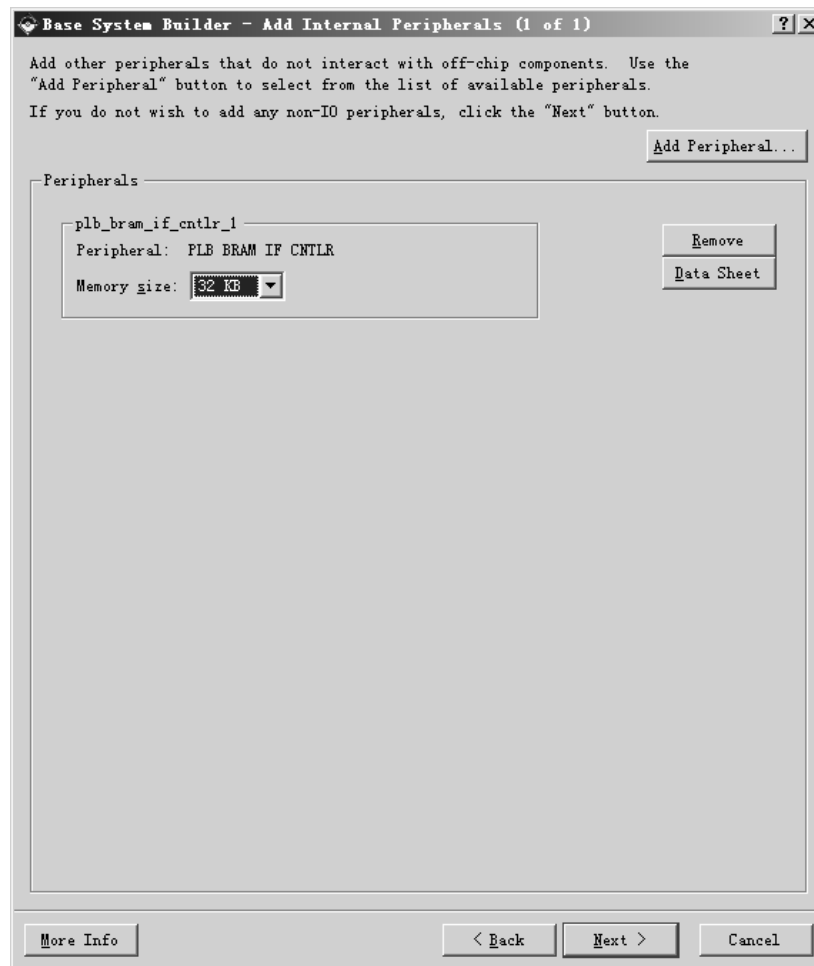 Base System Builder - Add Internal Peripherals (1 of 1)
Add other peripherals that do not interact with off-chip components. Use the
"Add Peripheral" button to select from the list of available peripherals.
If you do not wish to add any non-IO peripherals, click the "Next" button.
Add Peripheral...
Peripherals
plb_bram_if_cntlr_1
Peripheral: PLB BRAM IF CNTLR
Remove
Memory size: 32 KB
Data Sheet
More Info
< Back
Next >
Cancel